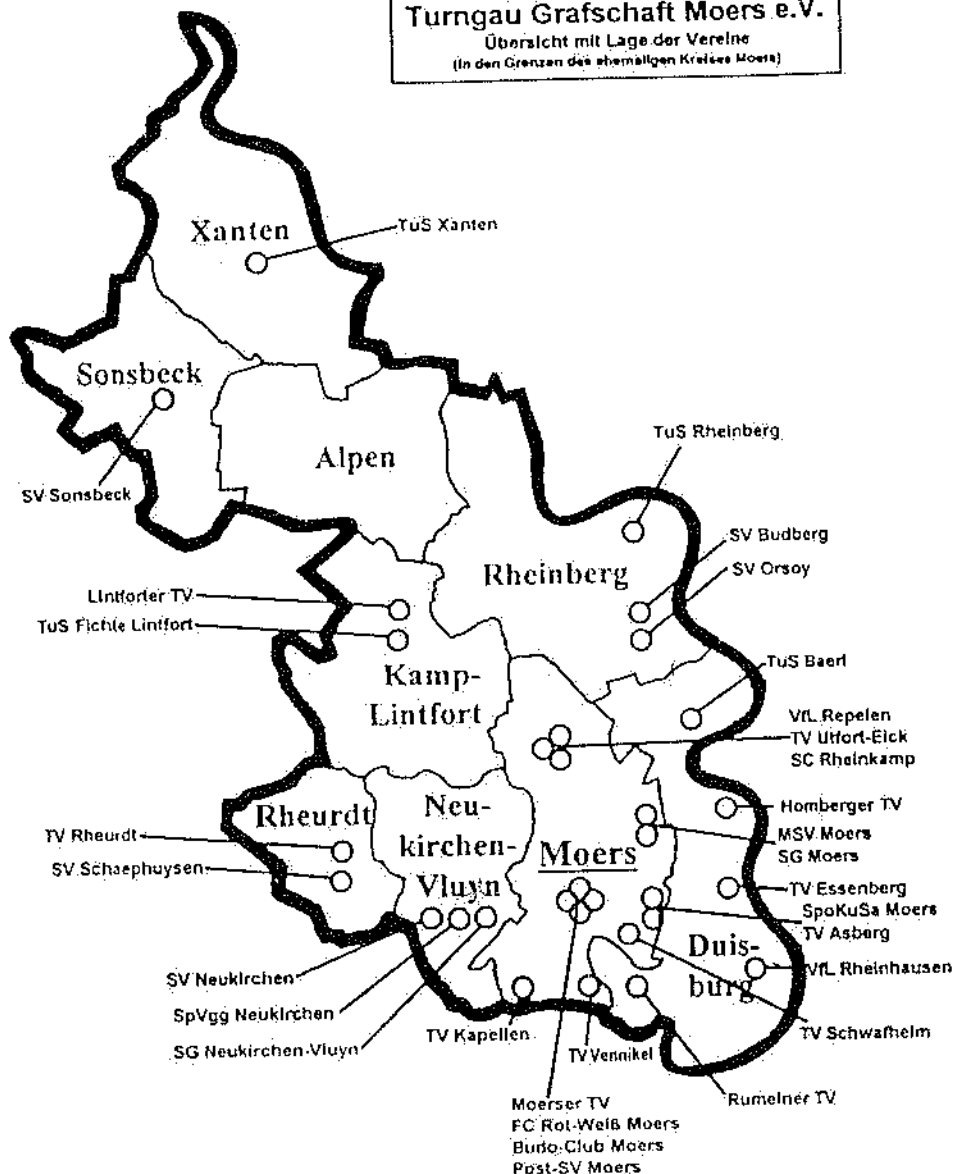 Turngau Grafschaft Moers e.V.
Übersicht mit Lage der Vereine
(in den Grenzen des ehemaligen Kreises Moers)
Xanten
TuS Xanten
Sonsbeck
SV Sonsbeck
Alpen
TuS Rheinberg
SV Budberg
Rheinberg
SV Orsoy
Lintforter TV
TuS Fichte Lintfort
TuS Baerl
Kamp-
Lintfort
VfL Repelen
TV Utfort-Eick
SC Rheinkamp
Rheurdt
Neu-
kirchen-
Vluyn
Homberger TV
TV Rheurdt
MSV Moers
SG Moers
SV Schaephuysen
Moers
TV Essenberg
SpoKuSa Moers
TV Asberg
Duis-
burg
VfL Rheinhausen
SV Neukirchen
SpVgg Neukirchen
SG Neukirchen-Vluyn
TV Kapellen
TV Vennikel
TV Schwafheim
Rumelner TV
Moerser TV
FC Rot-Weiß Moers
Budo-Club Moers
Post-SV Moers